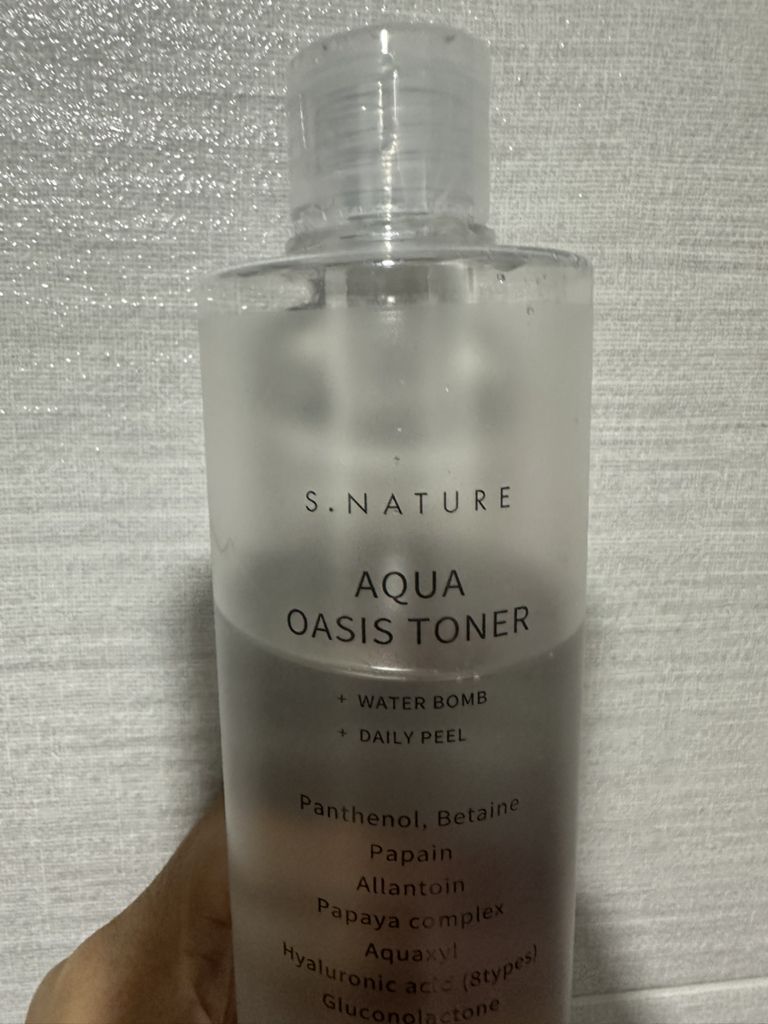 S.NATURE
AQUA
OASIS TONER
+ WATER BOMB
+ DAILY PEEL
Panthenol, Betaine
Papain
Allantoin
Papaya complex
Aquaxyl
Hyaluronic acid (8types)
Gluconolactone